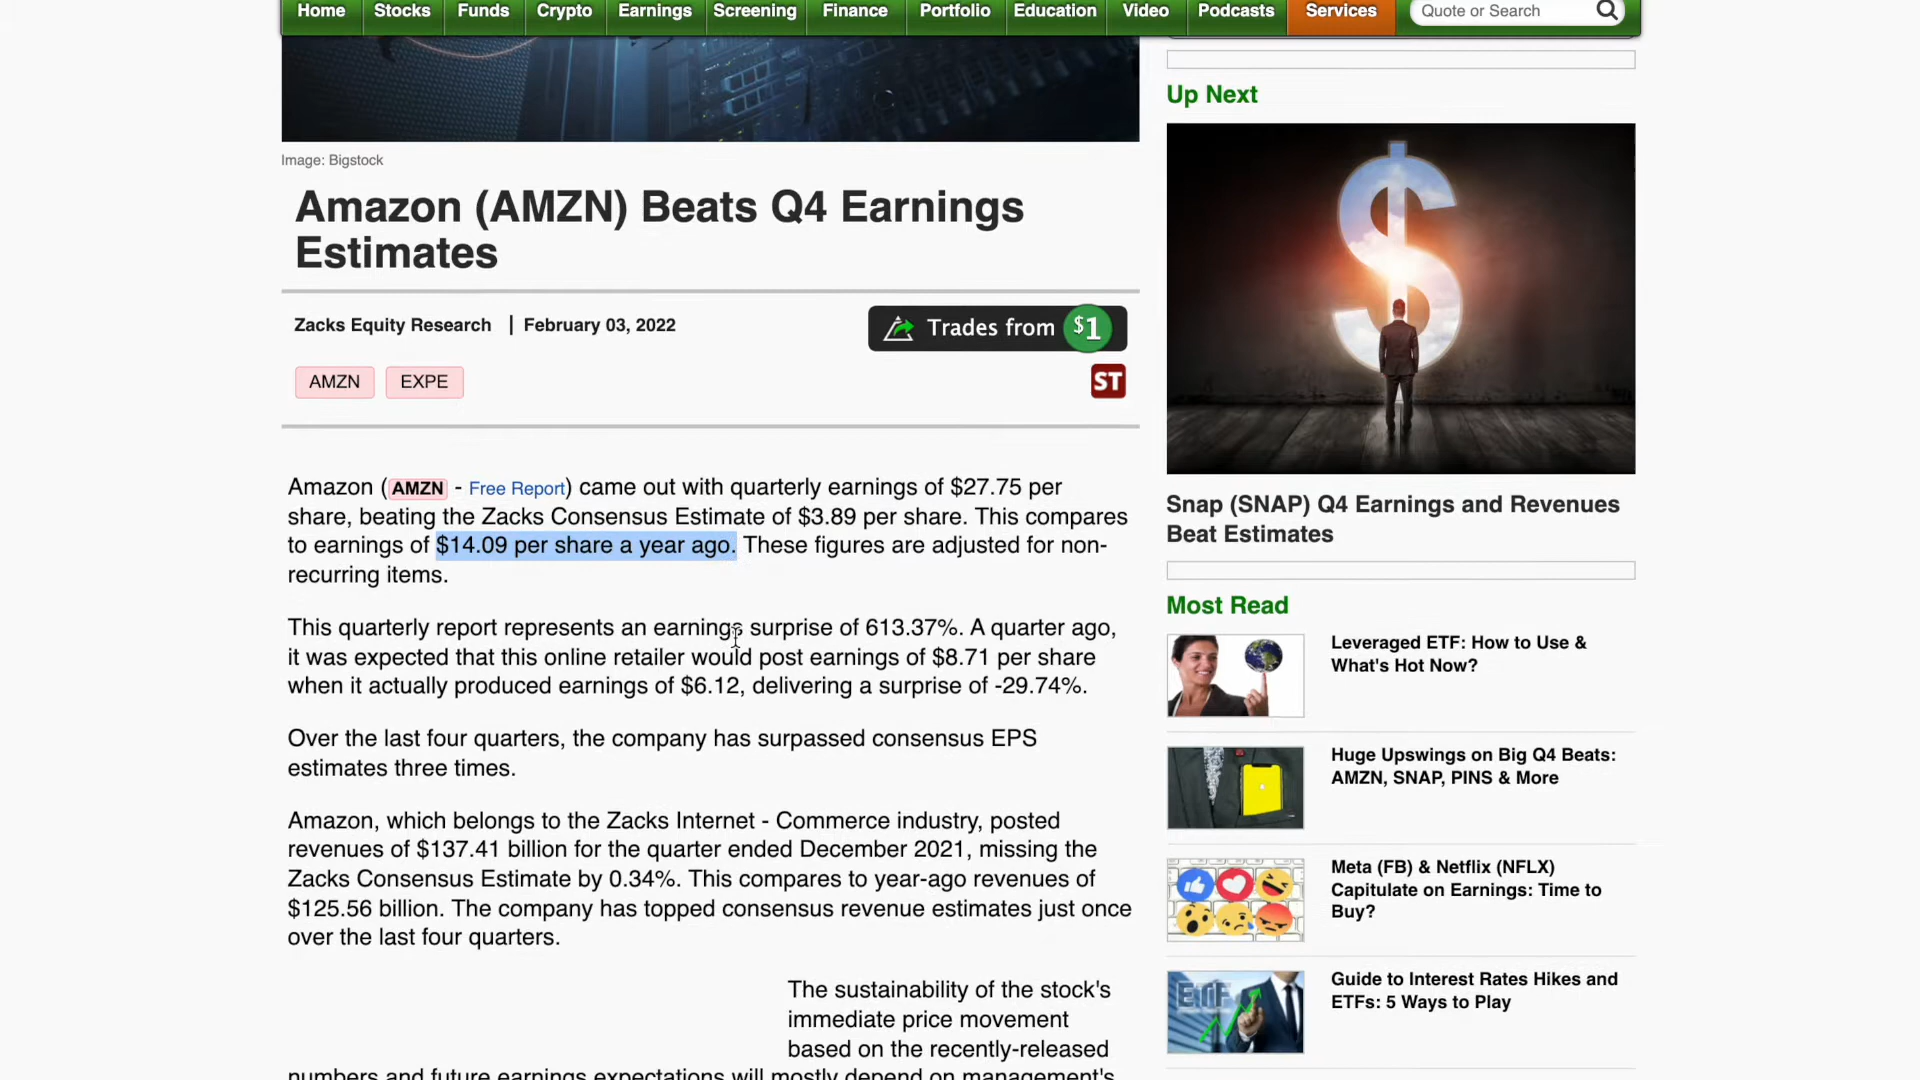 Home Stocks Funds Crypto Earnings Screening Finance Portfolio Education Video Podcasts Services Quote or Search
Image: Bigstock
Amazon (AMZN) Beats Q4 Earnings
Estimates
Zacks Equity Research | February 03, 2022
Trades from $1
AMZN EXPE
ST
Amazon (AMZN - Free Report) came out with quarterly earnings of $27.75 per
share, beating the Zacks Consensus Estimate of $3.89 per share. This compares
to earnings of $14.09 per share a year ago. These figures are adjusted for non-
recurring items.
This quarterly report represents an earnings surprise of 613.37%. A quarter ago,
it was expected that this online retailer would post earnings of $8.71 per share
when it actually produced earnings of $6.12, delivering a surprise of -29.74%.
Over the last four quarters, the company has surpassed consensus EPS
estimates three times.
Amazon, which belongs to the Zacks Internet - Commerce industry, posted
revenues of $137.41 billion for the quarter ended December 2021, missing the
Zacks Consensus Estimate by 0.34%. This compares to year-ago revenues of
$125.56 billion. The company has topped consensus revenue estimates just once
over the last four quarters.
The sustainability of the stock's
immediate price movement
based on the recently-released
numbers and future earnings expectations will mostly depend on management's
Up Next
$
Snap (SNAP) Q4 Earnings and Revenues
Beat Estimates
Most Read
Leveraged ETF: How to Use &
What's Hot Now?
Huge Upswings on Big Q4 Beats:
AMZN, SNAP, PINS & More
Meta (FB) & Netflix (NFLX)
Capitulate on Earnings: Time to
Buy?
ETF
Guide to Interest Rates Hikes and
ETFs: 5 Ways to Play